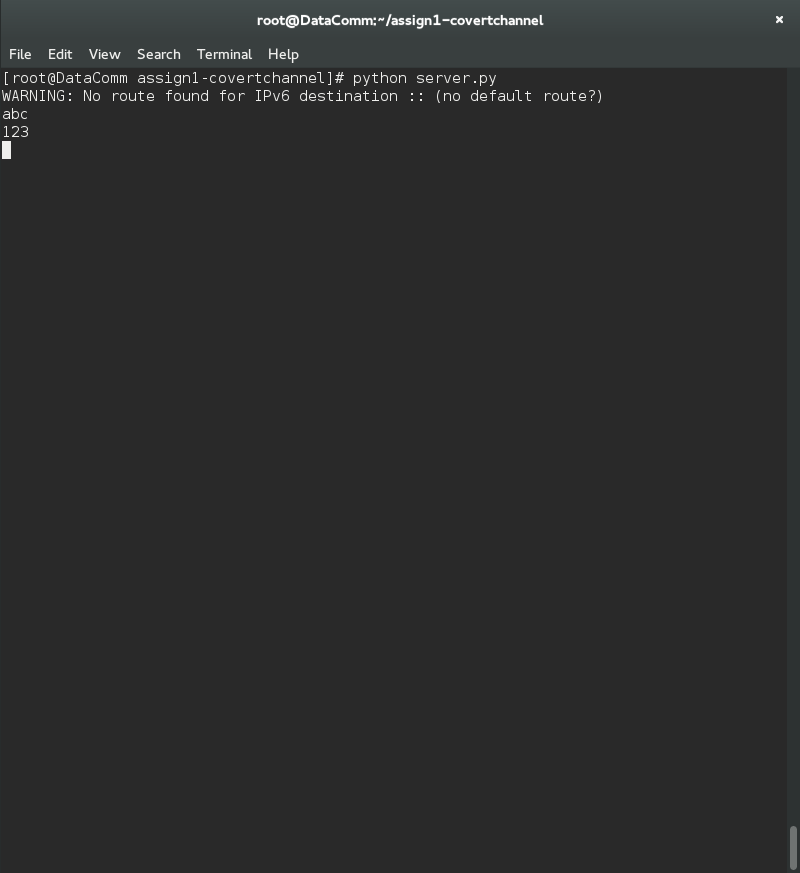 root@DataComm:~/assign1-covertchannel
File Edit View Search Terminal Help
[root@DataComm assign1-covertchannel]# python server.py
WARNING: No route found for IPv6 destination :: (no default route?)
abc
123